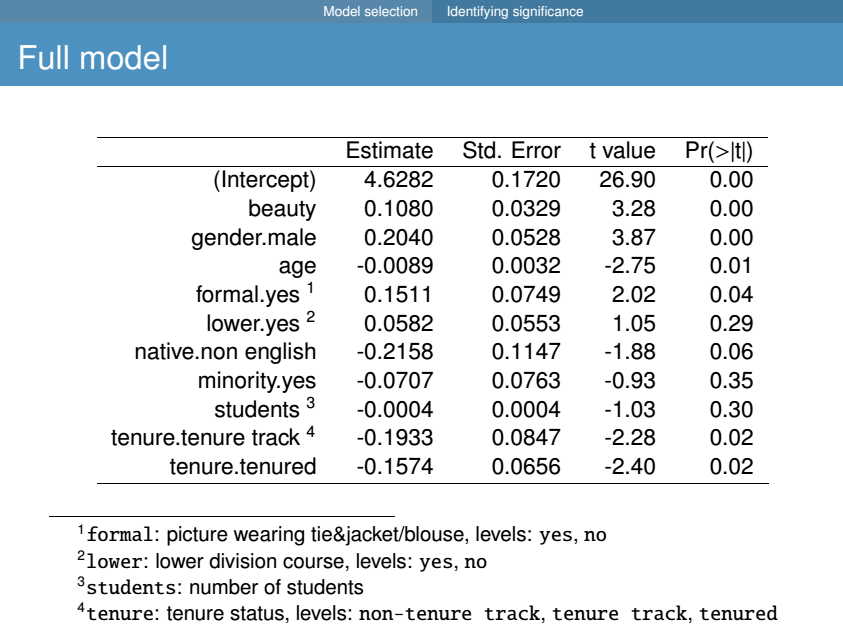 Model selection Identifying significance
Full model
Estimate Std. Error t value Pr(>|t|)
(Intercept) 4.6282 0.1720 26.90 0.00
beauty 0.1080 0.0329 3.28 0.00
gender.male 0.2040 0.0528 3.87 0.00
age -0.0089 0.0032 -2.75 0.01
formal.yes 1 0.1511 0.0749 2.02 0.04
lower.yes 2 0.0582 0.0553 1.05 0.29
native.non english -0.2158 0.1147 -1.88 0.06
minority.yes -0.0707 0.0763 -0.93 0.35
students 3 -0.0004 0.0004 -1.03 0.30
tenure.tenure track 4 -0.1933 0.0847 -2.28 0.02
tenure.tenured -0.1574 0.0656 -2.40 0.02
1 formal: picture wearing tie&jacket/blouse, levels: yes, no
2 lower: lower division course, levels: yes, no
3 students: number of students
4 tenure: tenure status, levels: non-tenure track, tenure track, tenured